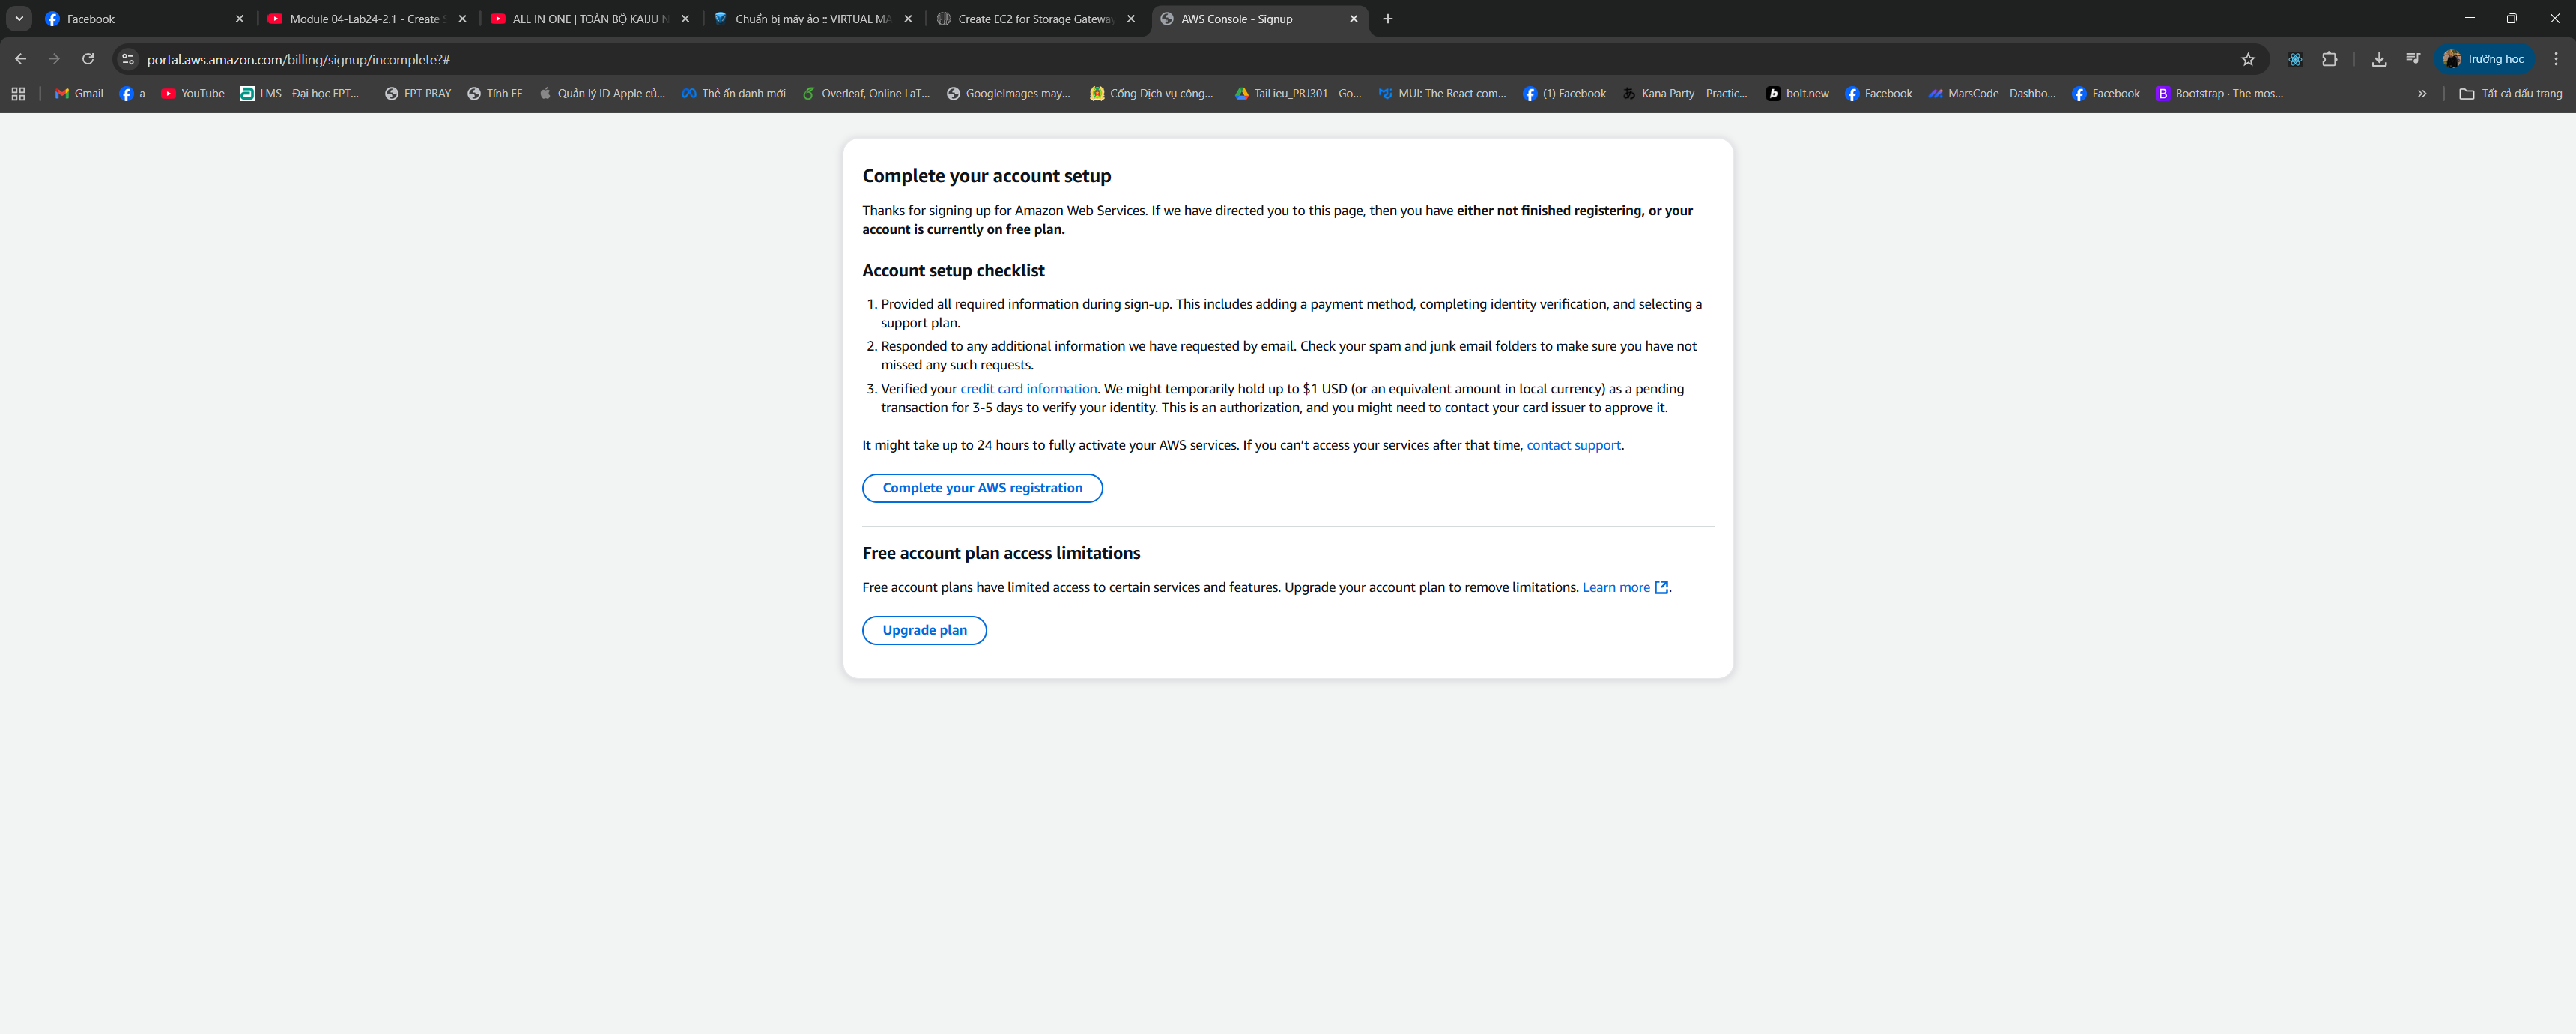 Facebook
Module 04-Lab24-2.1 - Create S
ALL IN ONE | TOÀN BỘ KAIJU N
Chuẩn bị máy ảo :: VIRTUAL MA
Create EC2 for Storage Gateway
AWS Console - Signup
portal.aws.amazon.com/billing/signup/incomplete?#
Trường học
Gmail
a
YouTube
LMS - Đại học FPT...
FPT PRAY
Tính FE
Quản lý ID Apple củ...
Thẻ ẩn danh mới
Overleaf, Online LaT...
GoogleImages may...
Cổng Dịch vụ công...
TaiLieu_PRJ301 - Go...
MUI: The React com...
(1) Facebook
Kana Party – Practic...
bolt.new
Facebook
MarsCode - Dashbo...
Facebook
Bootstrap · The mos...
Tất cả dấu trang
Complete your account setup
Thanks for signing up for Amazon Web Services. If we have directed you to this page, then you have either not finished registering, or your
account is currently on free plan.
Account setup checklist
1. Provided all required information during sign-up. This includes adding a payment method, completing identity verification, and selecting a
support plan.
2. Responded to any additional information we have requested by email. Check your spam and junk email folders to make sure you have not
missed any such requests.
3. Verified your credit card information. We might temporarily hold up to $1 USD (or an equivalent amount in local currency) as a pending
transaction for 3-5 days to verify your identity. This is an authorization, and you might need to contact your card issuer to approve it.
It might take up to 24 hours to fully activate your AWS services. If you can't access your services after that time, contact support.
Complete your AWS registration
Free account plan access limitations
Free account plans have limited access to certain services and features. Upgrade your account plan to remove limitations. Learn more.
Upgrade plan